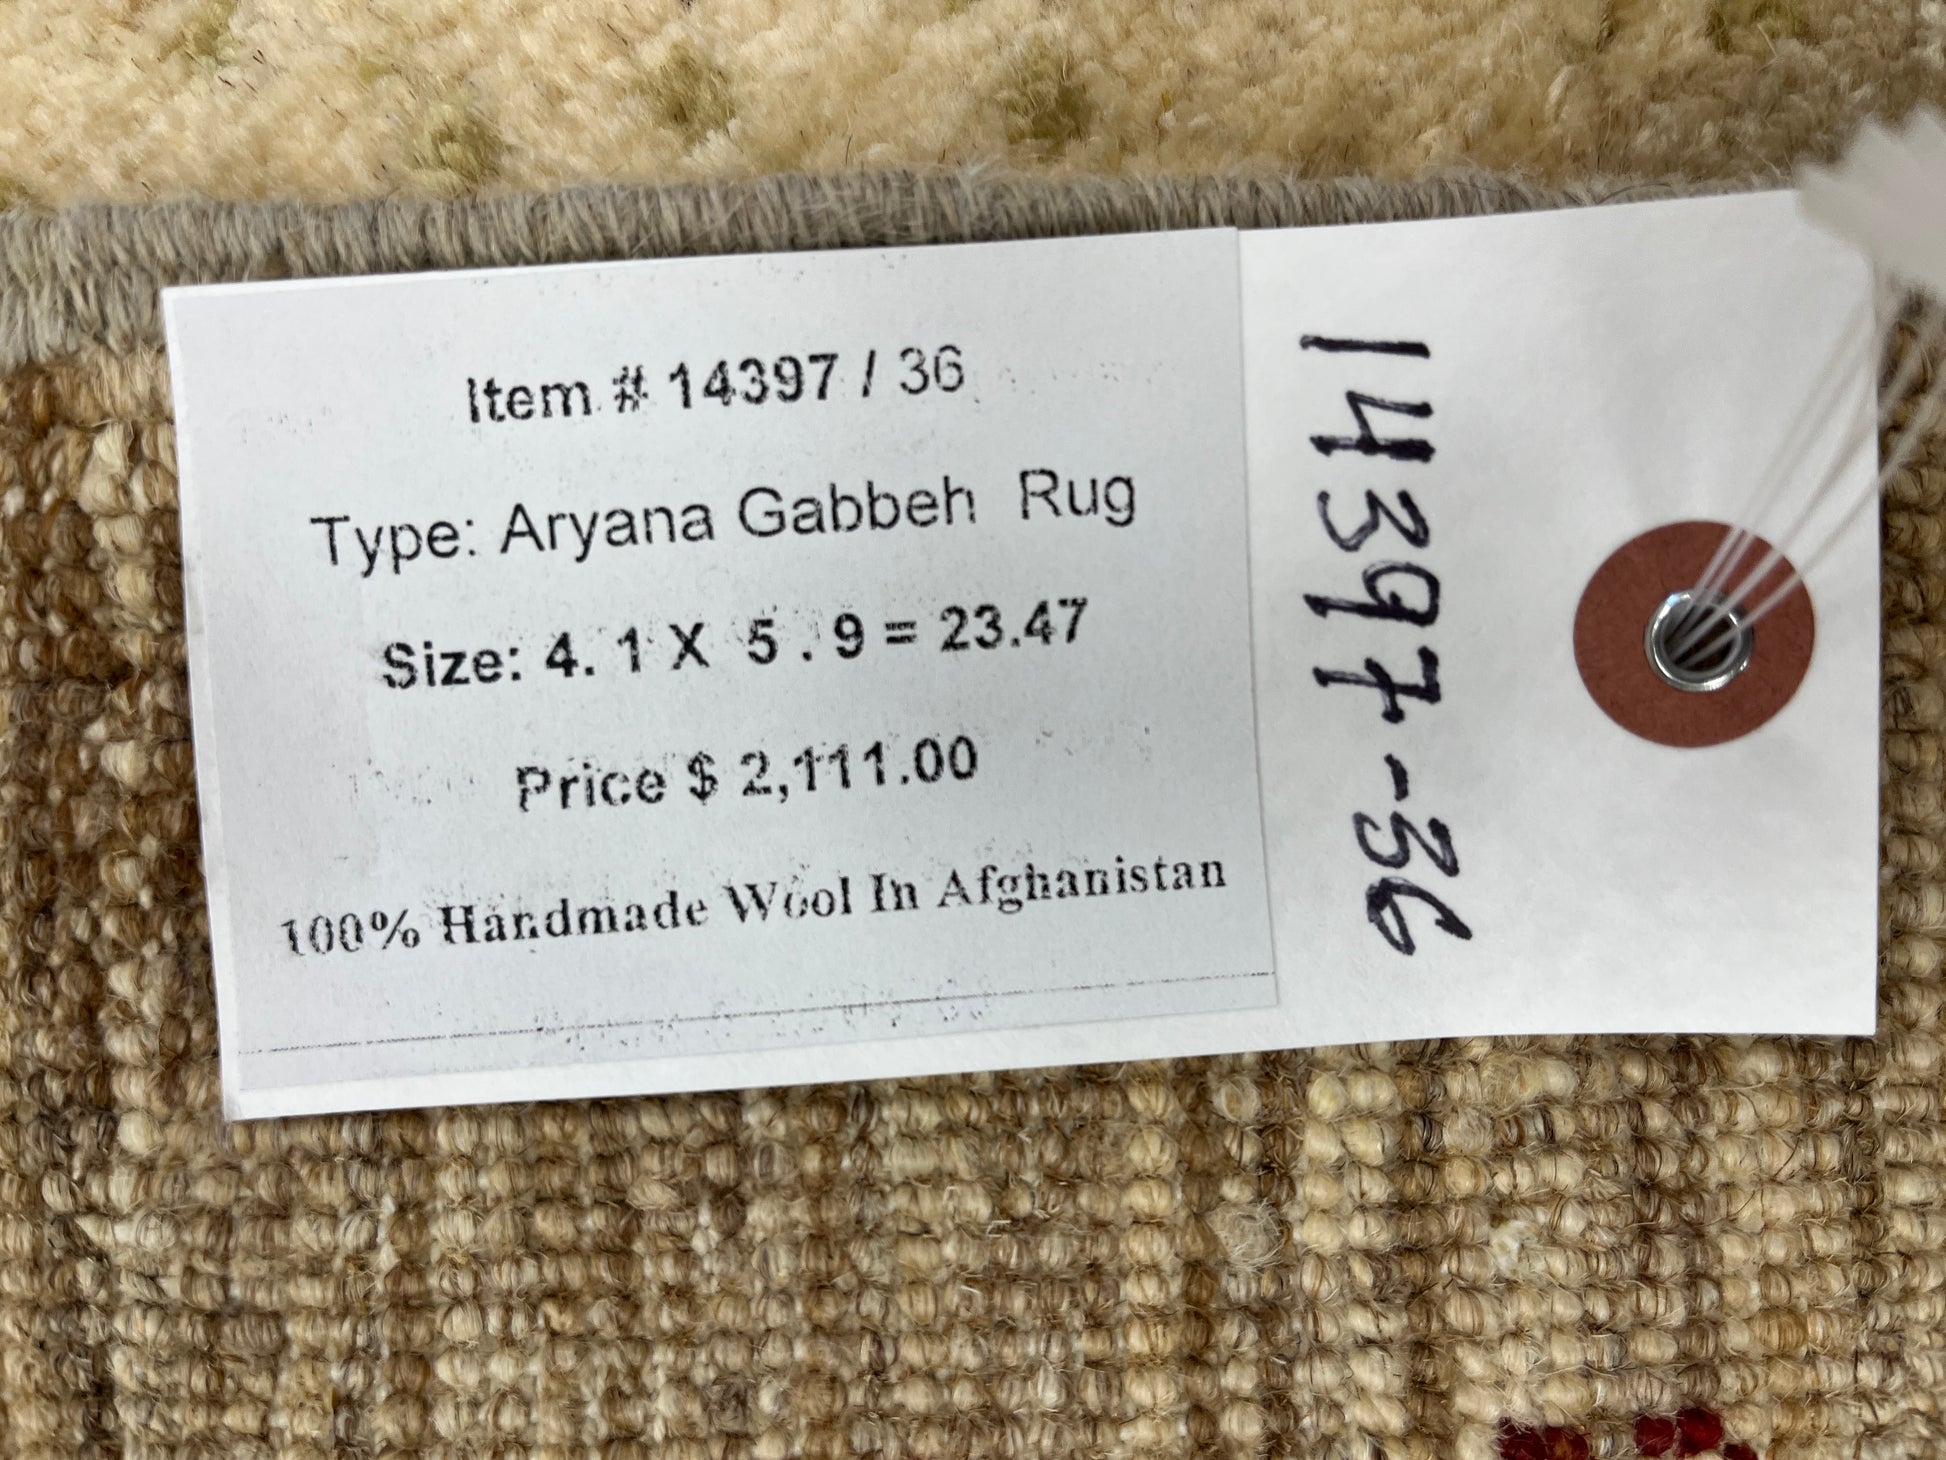 Item # 14397 / 36
Type: Aryana Gabbeh Rug
Size: 4. 1 X 5 . 9 = 23.47
Price $ 2,111.00
100% Handmade Wool In Afghanistan
14397-36